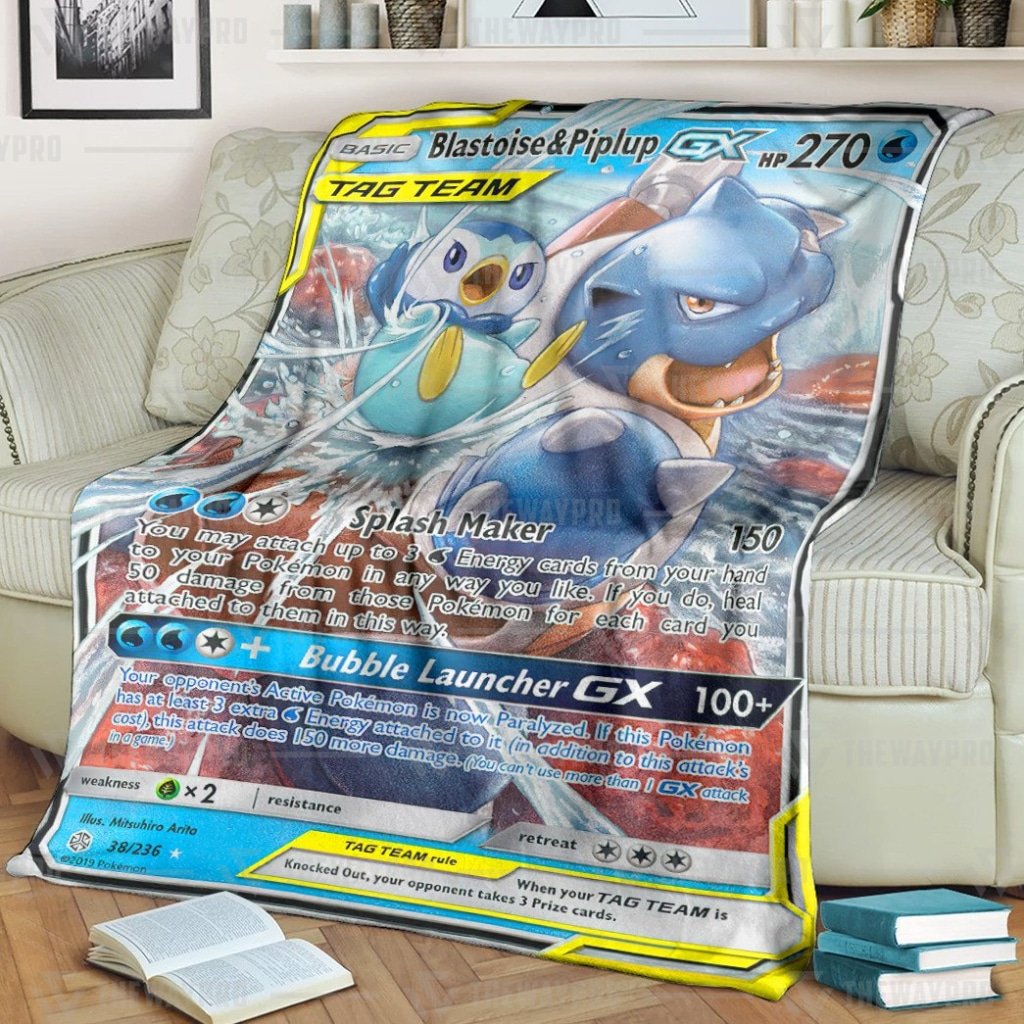 THEWAYPRO
BASIC Blastoise&Piplup GX HP 270
TAG TEAM
Splash Maker 150
You may attach up to 3 Energy cards from your hand
to your Pokémon in any way you like. If you do, heal
50 damage from those Pokémon for each card you
attached to them in this way.
+ Bubble Launcher GX 100+
Your opponent's Active Pokémon is now Paralyzed. If this Pokémon
has at least 3 extra Energy attached to it (in addition to this attack's
cost), this attack does 150 more damage. (You can't use more than 1 GX attack
in a game.)
weakness ×2 resistance
retreat
Illus. Mitsuhiro Arita
38/236
©2019 Pokémon
TAG TEAM rule
When your TAG TEAM is
Knocked Out, your opponent takes 3 Prize cards.